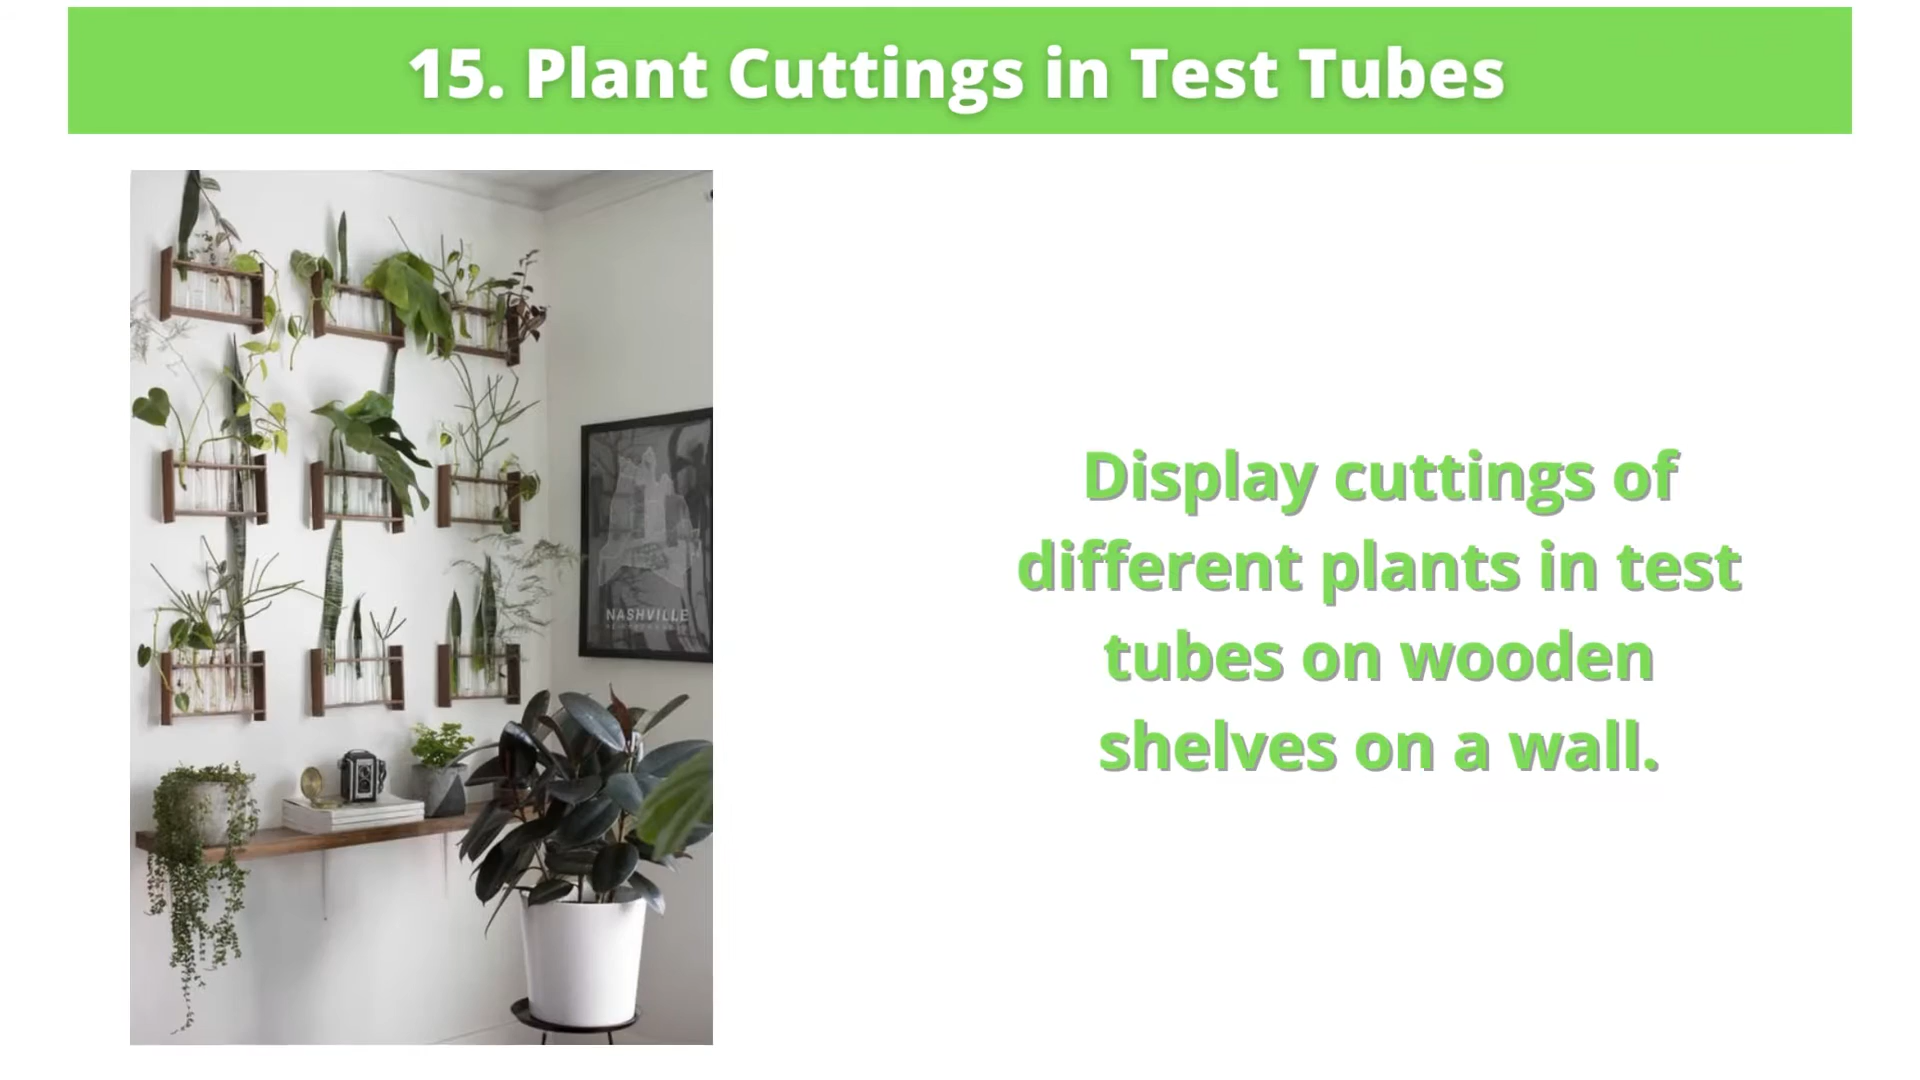 15. Plant Cuttings in Test Tubes
NASHVILLE
Display cuttings of
different plants in test
tubes on wooden
shelves on a wall.